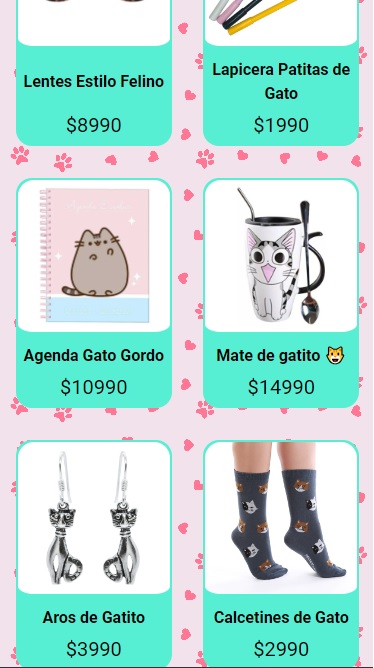 Lentes Estilo Felino
$8990
Lapicera Patitas de
Gato
$1990
Agenda Gato Gordo
$10990
Mate de gatito 🐱
$14990
Aros de Gatito
$3990
Calcetines de Gato
$2990